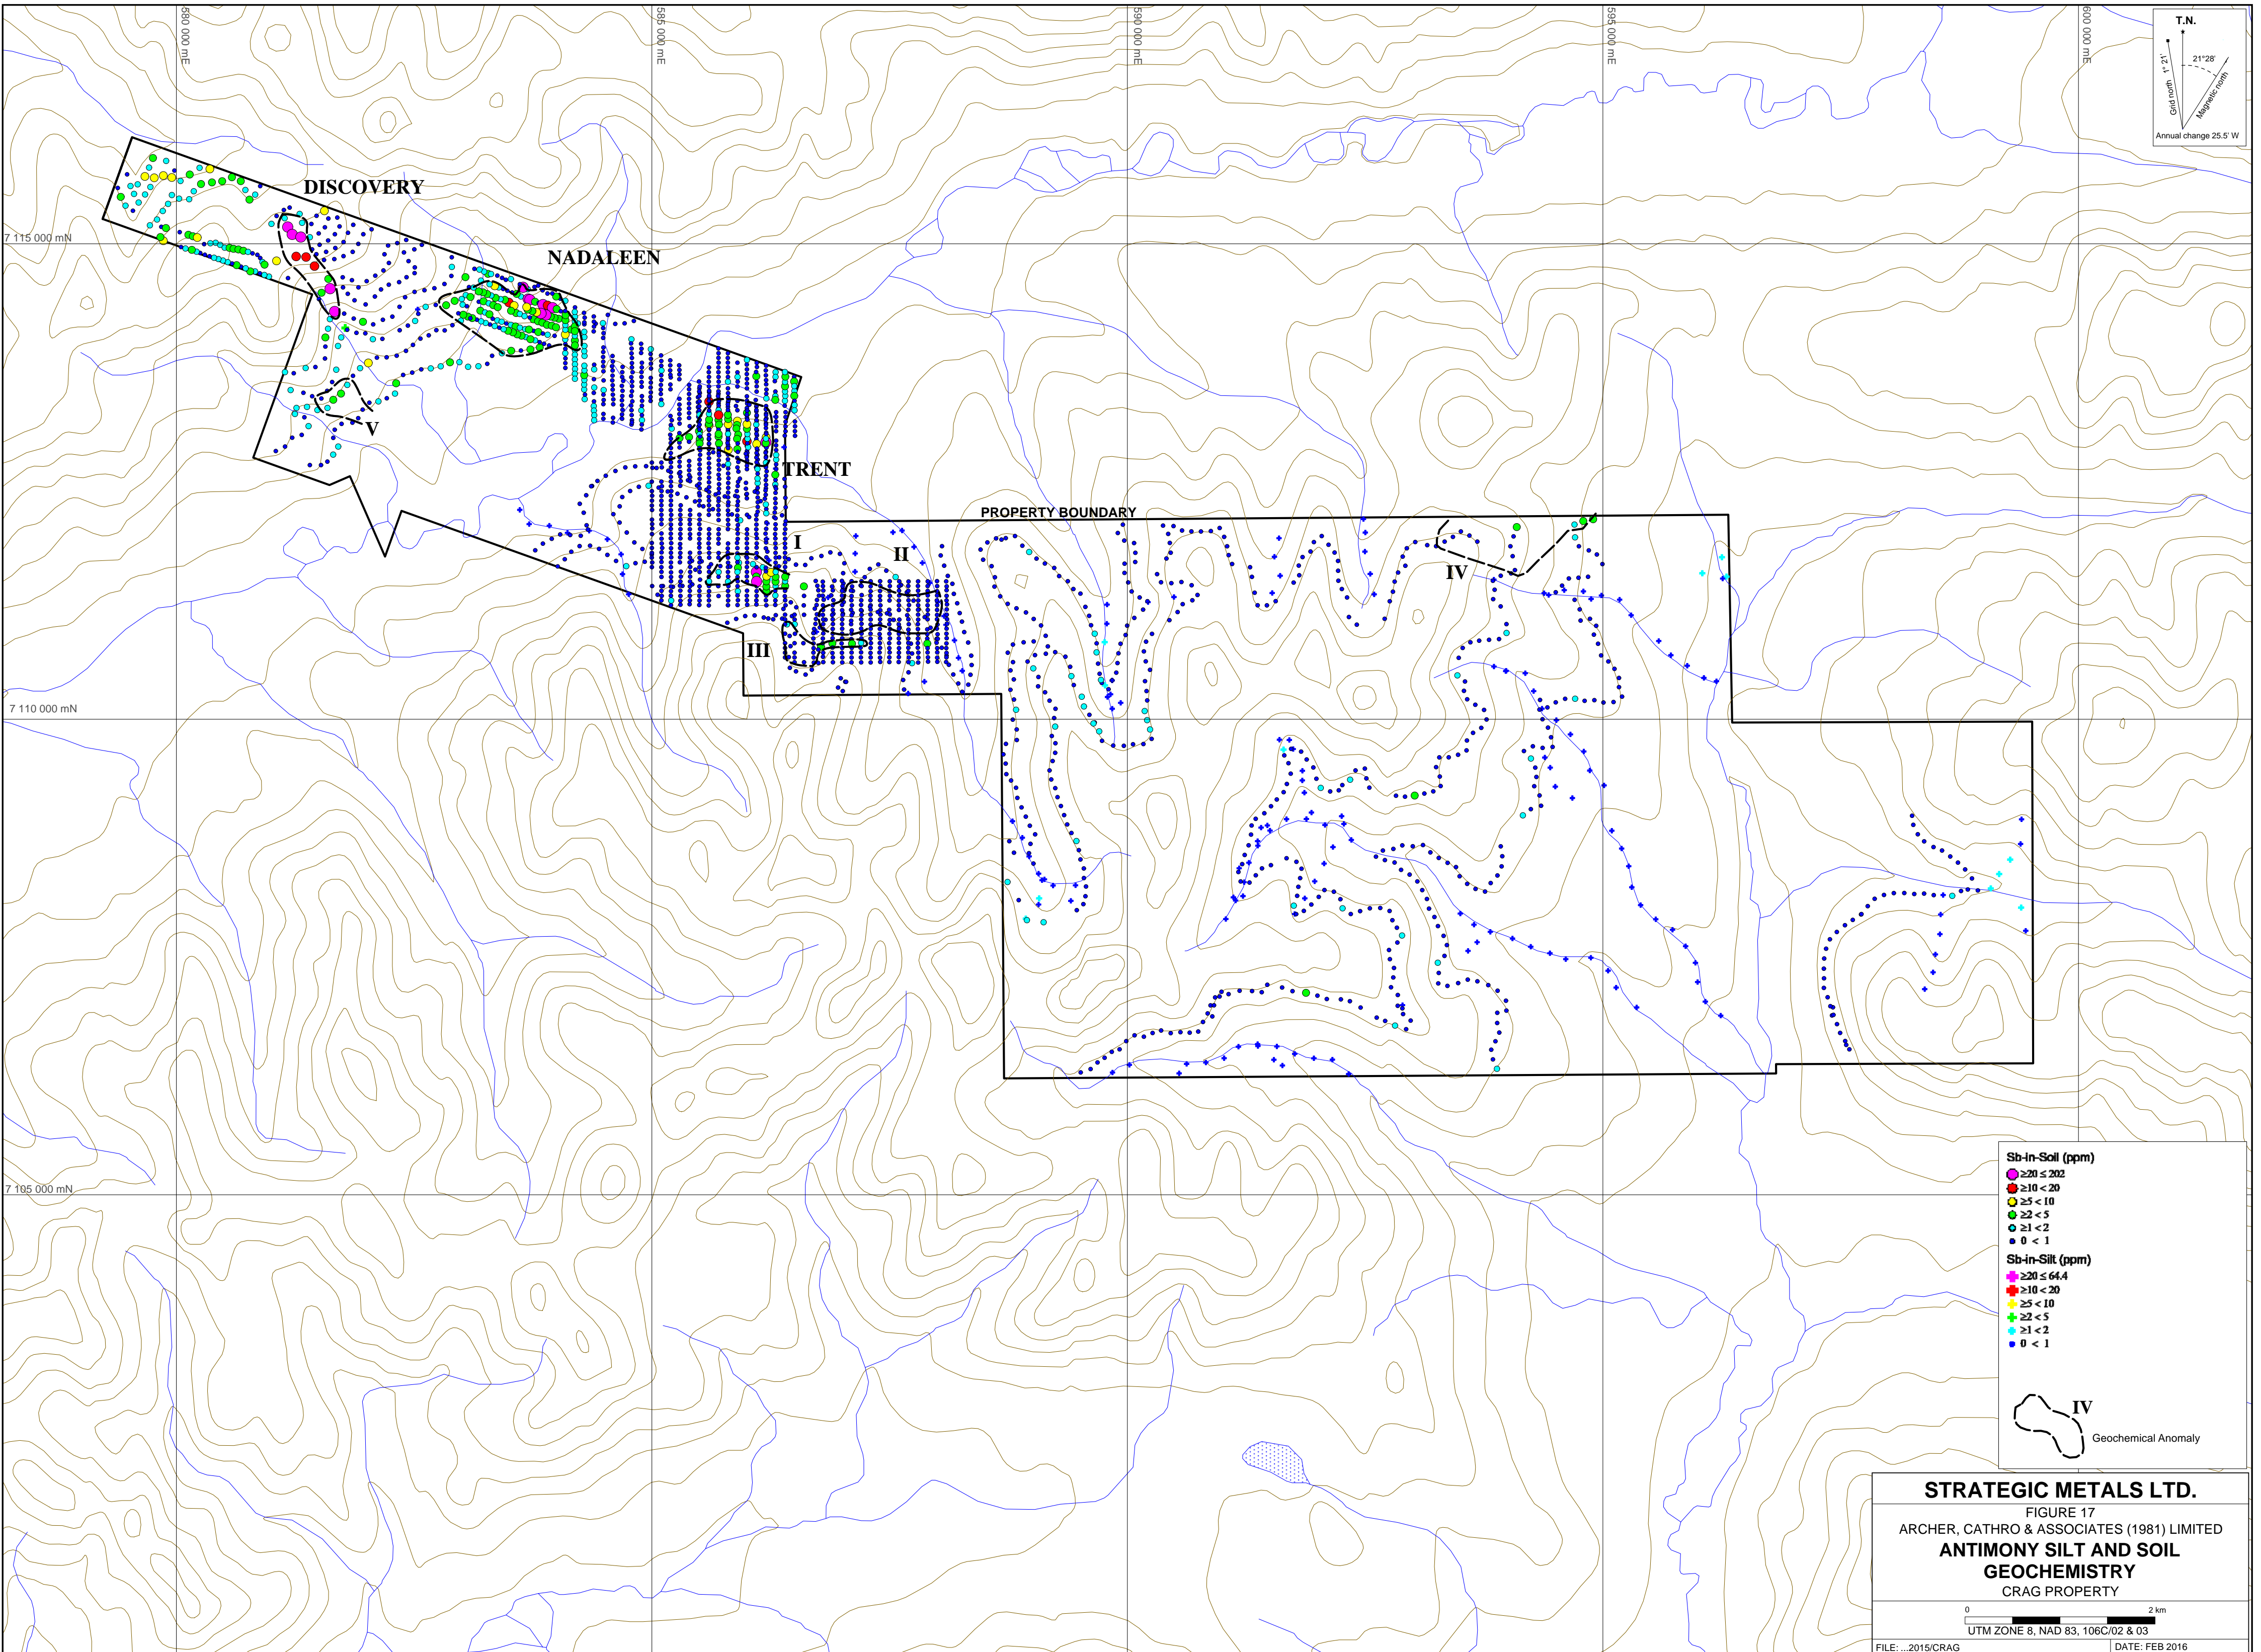 580 000 mE
585 000 mE
590 000 mE
595 000 mE
600 000 mE
T.N.
21°28'
Grid north 1° 21'
Magnetic north
Annual change 25.5' W
DISCOVERY
7 115 000 mN
NADALEEN
V
TRENT
PROPERTY BOUNDARY
I
II
IV
III
7 110 000 mN
7 105 000 mN
Sb-in-Soil (ppm)
≥20 ≤ 202
≥10 < 20
≥5 < 10
≥2 < 5
≥1 < 2
0 < 1
Sb-in-Silt (ppm)
≥20 ≤ 64.4
≥10 < 20
≥5 < 10
≥2 < 5
≥1 < 2
0 < 1
IV
Geochemical Anomaly
STRATEGIC METALS LTD.
FIGURE 17
ARCHER, CATHRO & ASSOCIATES (1981) LIMITED
ANTIMONY SILT AND SOIL
GEOCHEMISTRY
CRAG PROPERTY
0 2 km
UTM ZONE 8, NAD 83, 106C/02 & 03
FILE: ...2015/CRAG DATE: FEB 2016